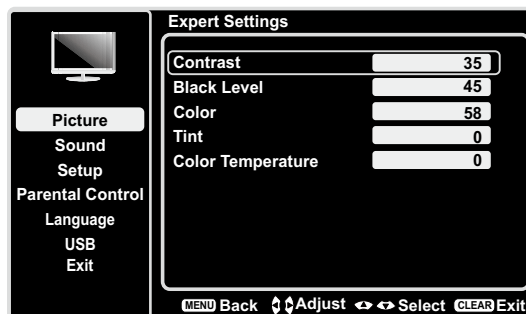 Expert Settings
Contrast 35
Black Level 45
Color 58
Tint 0
Color Temperature 0
Picture
Sound
Setup
Parental Control
Language
USB
Exit
MENU Back Adjust Select CLEAR Exit